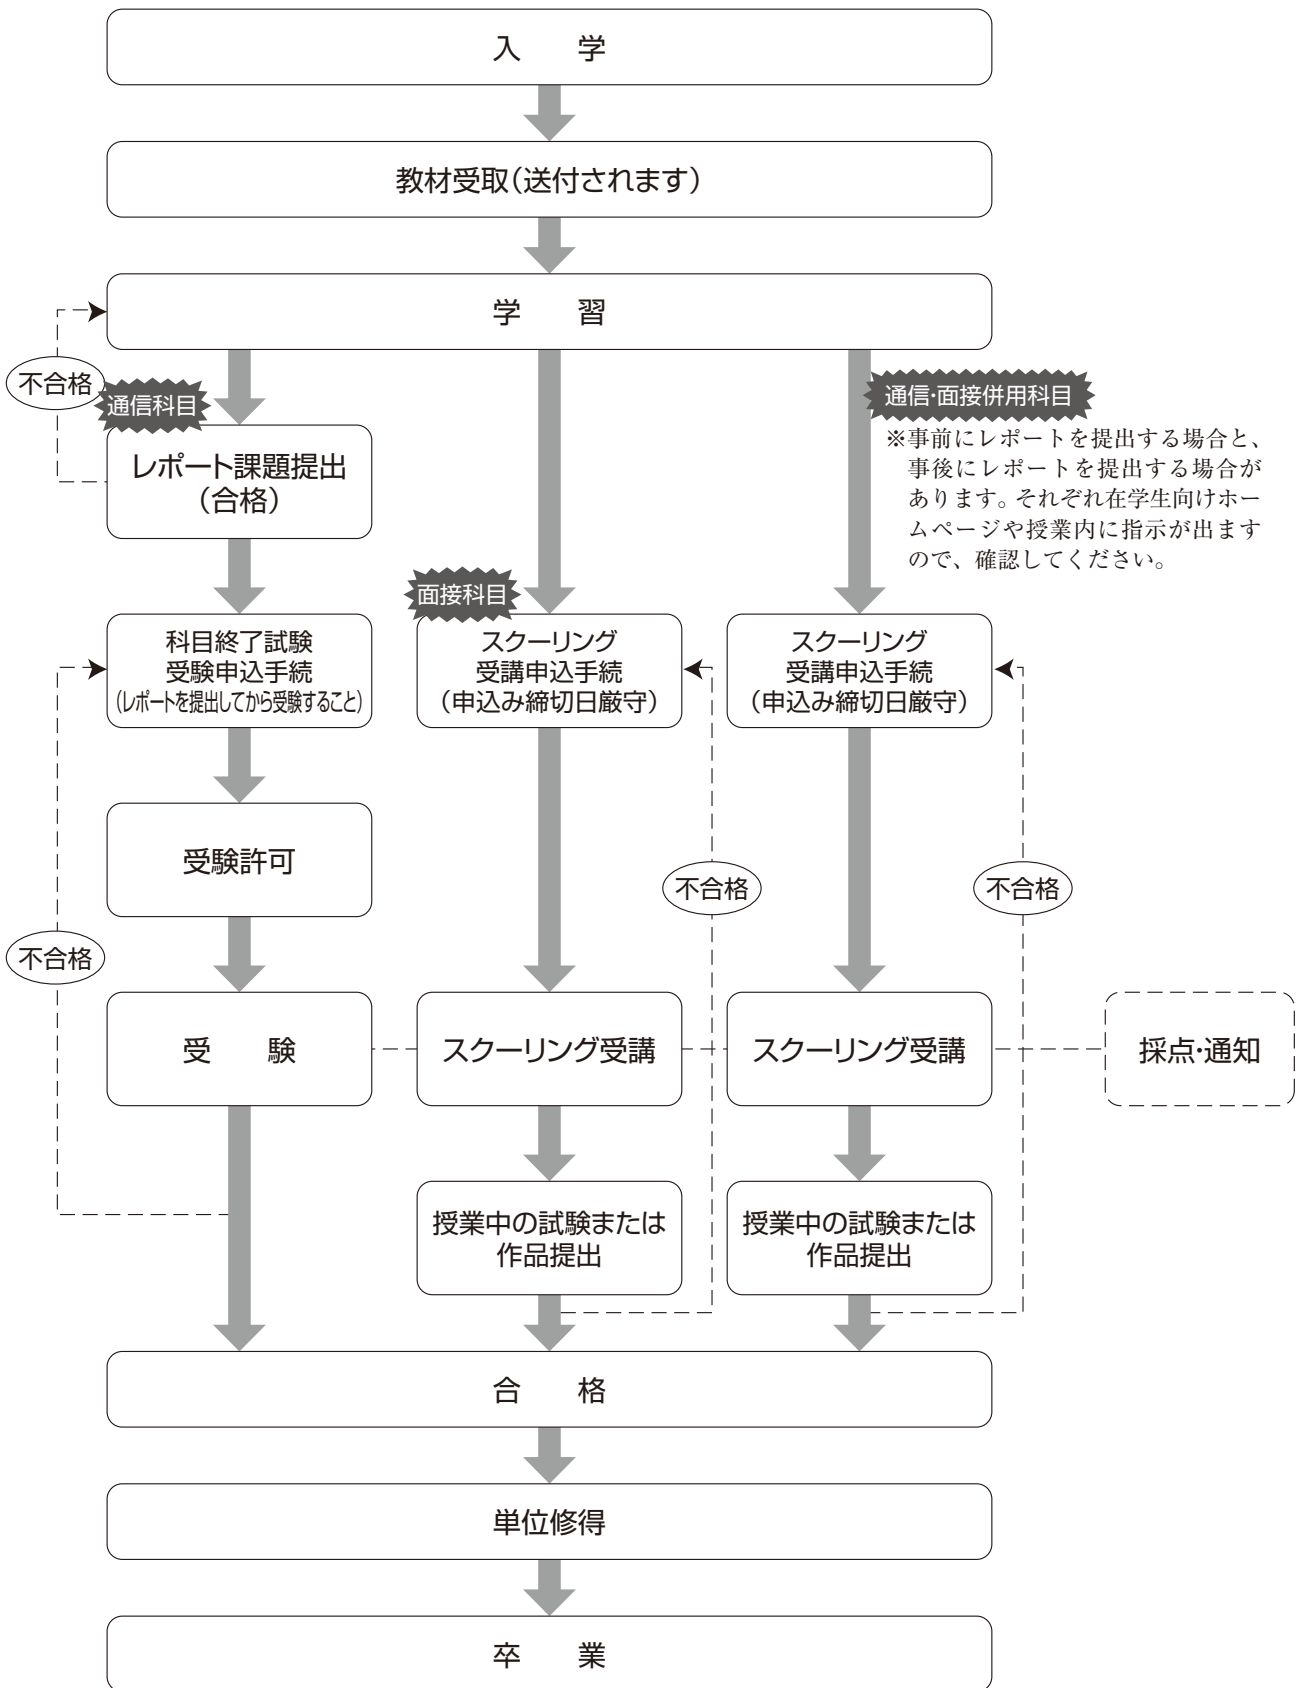 入　学
教材受取（送付されます）
学　習
不合格
通信科目
レポート課題提出
（合格）
通信・面接併用科目
※事前にレポートを提出する場合と、
事後にレポートを提出する場合が
あります。それぞれ在学生向けホー
ムページや授業内に指示が出ます
ので、確認してください。
科目終了試験
受験申込手続
（レポートを提出してから受験すること）
面接科目
スクーリング
受講申込手続
（申込み締切日厳守）
スクーリング
受講申込手続
（申込み締切日厳守）
受験許可
不合格
不合格
不合格
受　験
スクーリング受講
スクーリング受講
採点・通知
授業中の試験または
作品提出
授業中の試験または
作品提出
合　格
単位修得
卒　業